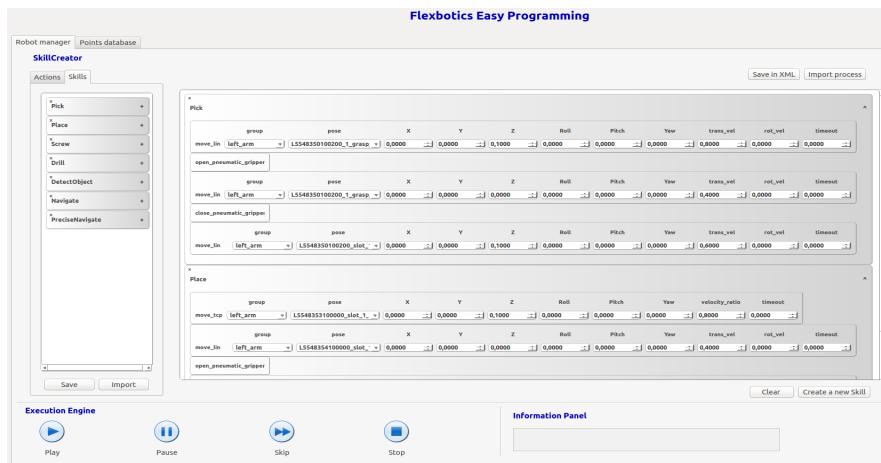 Flexbotics Easy Programming
Robot manager Points database
SkillCreator
Actions Skills
Save in XML Import process
Pick +
Place +
Screw +
Drill +
DetectObject +
Navigate +
PreciseNavigate +
Save Import
Pick
group pose X Y Z Roll Pitch Yaw trans_vel rot_vel timeout
move_lin left_arm L5548350100200_1_grasp_ 0,0000 0,0000 0,1000 0,0000 0,0000 0,0000 0,8000 0,0000 0,0000
open_pneumatic_gripper
group pose X Y Z Roll Pitch Yaw trans_vel rot_vel timeout
move_lin left_arm L5548350100200_1_grasp_ 0,0000 0,0000 0,0000 0,0000 0,0000 0,0000 0,4000 0,0000 0,0000
close_pneumatic_gripper
group pose X Y Z Roll Pitch Yaw trans_vel rot_vel timeout
move_lin left_arm L5548350100200_slot_ 0,0000 0,0000 0,1000 0,0000 0,0000 0,0000 0,6000 0,0000 0,0000
Place
group pose X Y Z Roll Pitch Yaw velocity_ratio timeout
move_tcp left_arm L5548353100000_slot_1_ 0,0000 0,0000 0,1000 0,0000 0,0000 0,0000 0,8000 0,0000
group pose X Y Z Roll Pitch Yaw trans_vel rot_vel timeout
move_lin left_arm L5548354100000_slot_ 0,0000 0,0000 0,0000 0,0000 0,0000 0,0000 0,4000 0,0000 0,0000
open_pneumatic_gripper
Clear Create a new Skill
Execution Engine
Play Pause Skip Stop
Information Panel